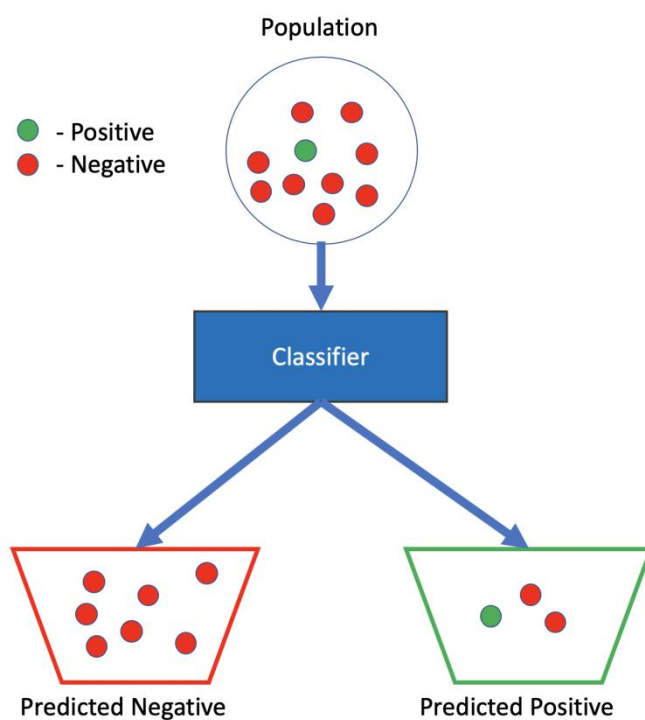 Population
- Positive
- Negative
Classifier
Predicted Negative
Predicted Positive